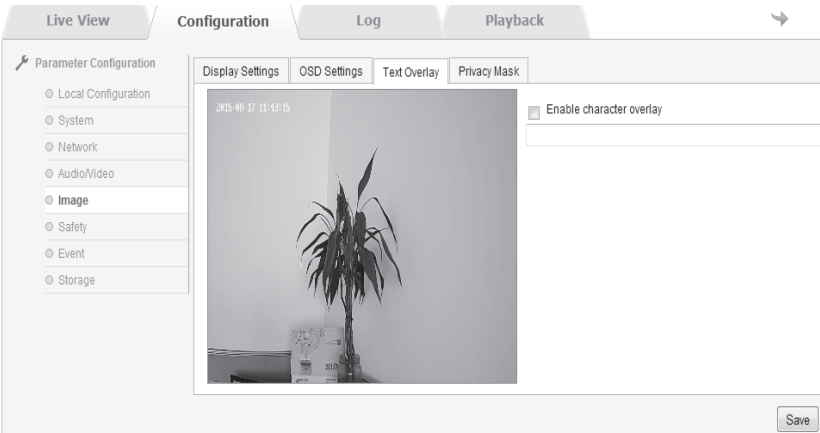 Live View
Configuration
Log
Playback
Parameter Configuration
Local Configuration
System
Network
Audio/Video
Image
Safety
Event
Storage
Display Settings
OSD Settings
Text Overlay
Privacy Mask
2015-08-17 11:43:15
Enable character overlay
Save